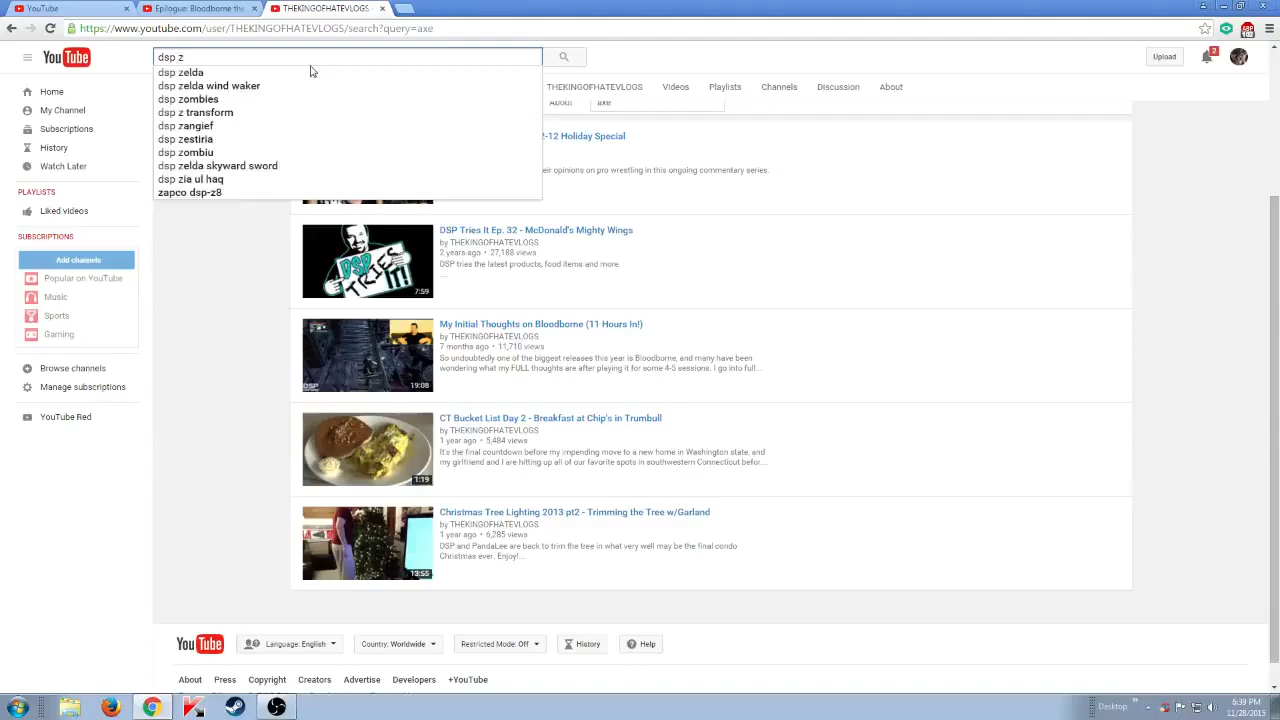 YouTube
Epilogue: Bloodborne (TH
THEKINGOFHATEVLOGS -
https://www.youtube.com/user/THEKINGOFHATEVLOGS/search?query=axe
ABP
YouTube
dsp z
Upload
2
dsp zelda
dsp zelda wind waker
dsp zombies
dsp z transform
dsp zangief
dsp zestiria
dsp zombiu
dsp zelda skyward sword
dsp zia ul haq
zapco dsp-z8
THEKINGOFHATEVLOGS
Videos
Playlists
Channels
Discussion
About
About
axe
Home
My Channel
Subscriptions
History
Watch Later
PLAYLISTS
Liked videos
SUBSCRIPTIONS
Add channels
Popular on YouTube
Music
Sports
Gaming
Browse channels
Manage subscriptions
YouTube Red
2-12 Holiday Special
eir opinions on pro wrestling in this ongoing commentary series.
DSP TRIES IT!
7:59
DSP Tries It Ep. 32 - McDonald's Mighty Wings
by THEKINGOFHATEVLOGS
2 years ago • 27,188 views
DSP tries the latest products, food items and more.
...
DSP
19:08
My Initial Thoughts on Bloodborne (11 Hours In!)
by THEKINGOFHATEVLOGS
7 months ago • 11,710 views
So undoubtedly one of the biggest releases this year is Bloodborne, and many have been
wondering what my FULL thoughts are after playing it for some 4-5 sessions. I go into full...
1:19
CT Bucket List Day 2 - Breakfast at Chip's in Trumbull
by THEKINGOFHATEVLOGS
1 year ago • 5,484 views
It's the final countdown before my impending move to a new home in Washington state, and
my girlfriend and I are hitting up all of our favorite spots in southwestern Connecticut befor...
13:55
Christmas Tree Lighting 2013 pt2 - Trimming the Tree w/Garland
by THEKINGOFHATEVLOGS
1 year ago • 6,285 views
DSP and PandaLee are back to trim the tree in what very well may be the final condo
Christmas ever. Enjoy!...
YouTube
Language: English
Country: Worldwide
Restricted Mode: Off
History
Help
About
Press
Copyright
Creators
Advertise
Developers
+YouTube
Desktop
6:39 PM
11/28/2015